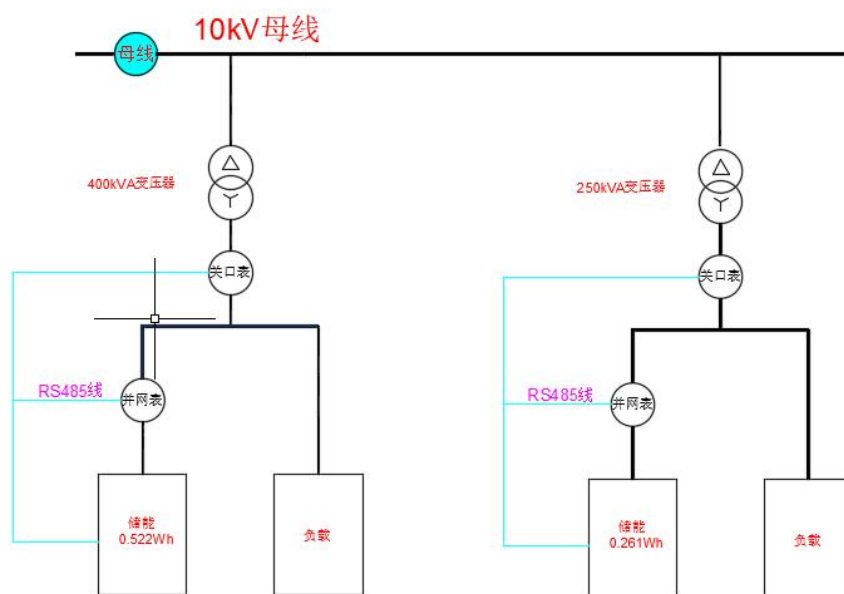 10kV母线
母线
400kVA变压器
250kVA变压器
关口表
关口表
RS485线
并网表
RS485线
并网表
储能
0.522Wh
负载
储能
0.261Wh
负载